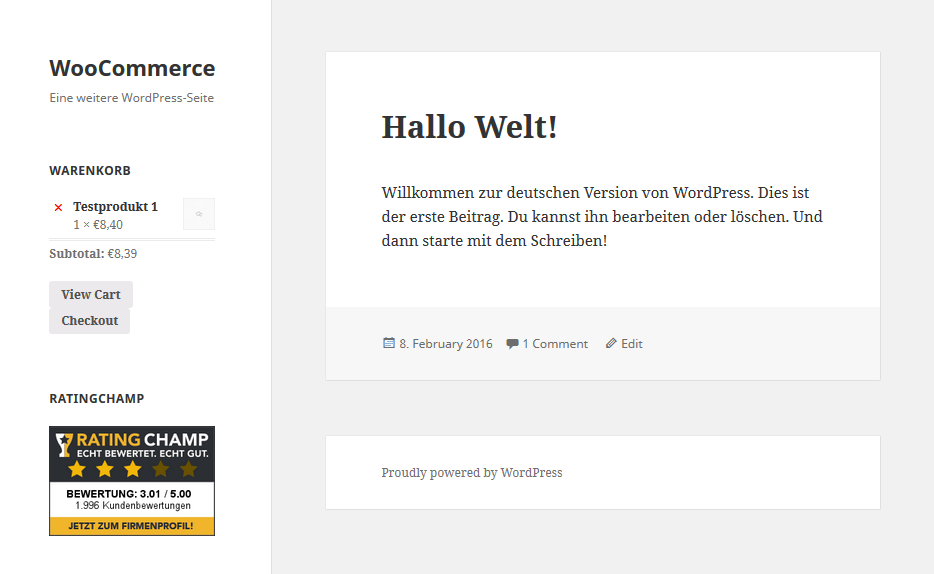 WooCommerce
Eine weitere WordPress-Seite
WARENKORB
× Testprodukt 1
1 × €8,40
Subtotal: €8,39
View Cart
Checkout
RATINGCHAMP
RATING CHAMP
ECHT BEWERTET. ECHT GUT.
BEWERTUNG: 3.01 / 5.00
1.996 Kundenbewertungen
JETZT ZUM FIRMENPROFIL!
Hallo Welt!
Willkommen zur deutschen Version von WordPress. Dies ist
der erste Beitrag. Du kannst ihn bearbeiten oder löschen. Und
dann starte mit dem Schreiben!
8. February 2016 1 Comment Edit
Proudly powered by WordPress